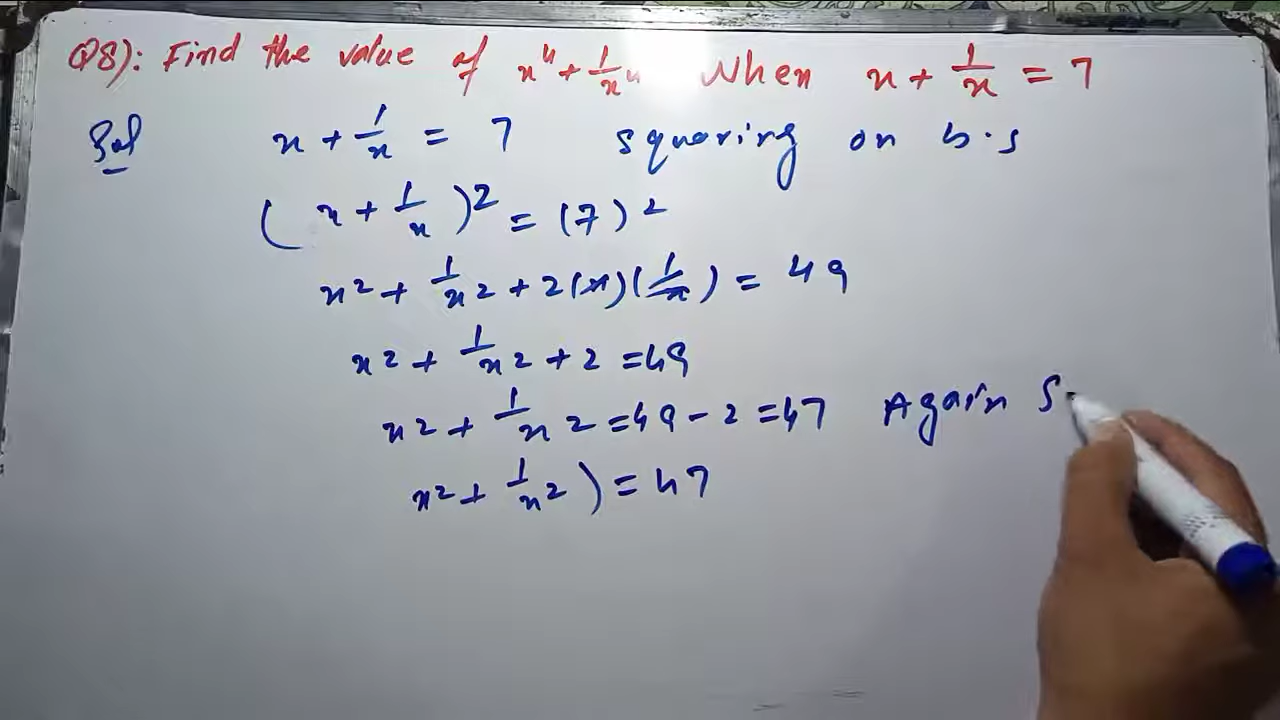 Q8): Find the value of x⁴ + 1/x⁴ When x + 1/x = 7
Sol x + 1/x = 7 squaring on b.s
(x + 1/x)² = (7)²
x² + 1/x² + 2(x)(1/x) = 49
x² + 1/x² + 2 = 49
x² + 1/x² = 49 - 2 = 47 Again S
x² + 1/x²) = 47